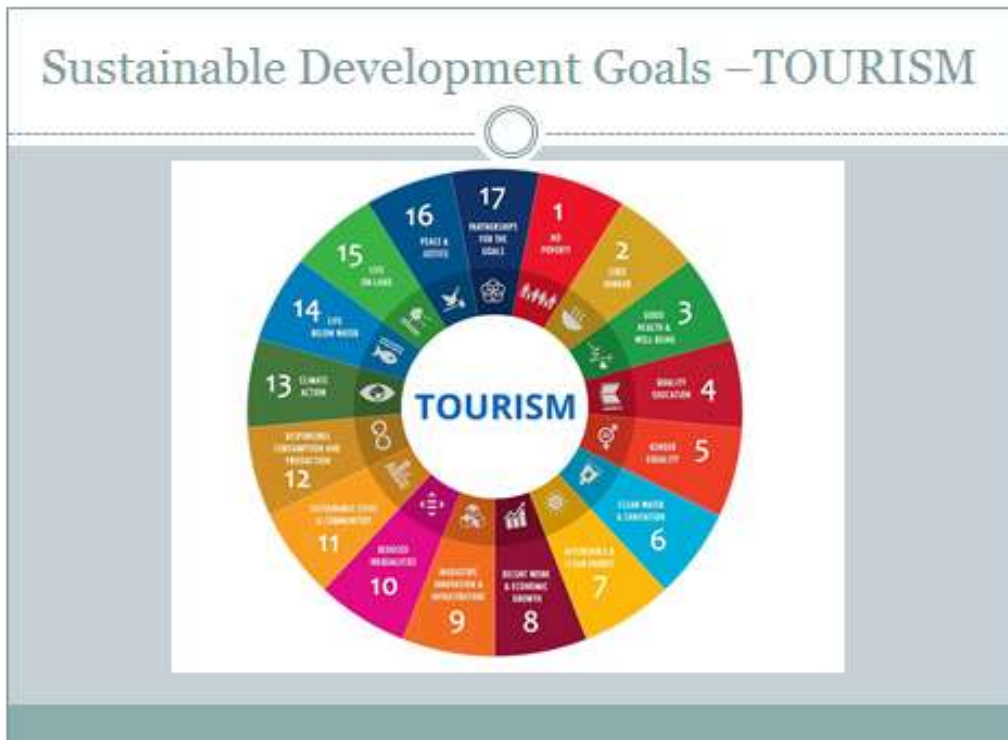 Sustainable Development Goals –TOURISM
17
PARTNERSHIPS
FOR THE
GOALS
1
NO
POVERTY
2
ZERO
HUNGER
3
GOOD
HEALTH &
WELL-BEING
QUALITY
EDUCATION
4
GENDER
EQUALITY
5
CLEAN WATER
& SANITATION
6
AFFORDABLE &
CLEAN ENERGY
7
DECENT WORK
& ECONOMIC
GROWTH
8
INDUSTRY,
INNOVATION &
INFRASTRUCTURE
9
REDUCED
INEQUALITIES
10
SUSTAINABLE CITIES
& COMMUNITIES
11
RESPONSIBLE
CONSUMPTION AND
PRODUCTION
12
13
CLIMATE
ACTION
14
LIFE
BELOW WATER
15
LIFE
ON LAND
16
PEACE &
JUSTICE
TOURISM